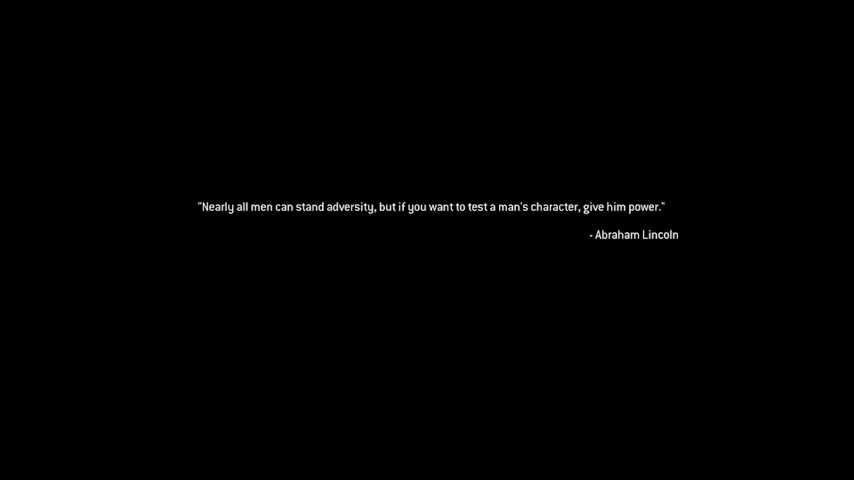 "Nearly all men can stand adversity, but if you want to test a man's character, give him power."
- Abraham Lincoln